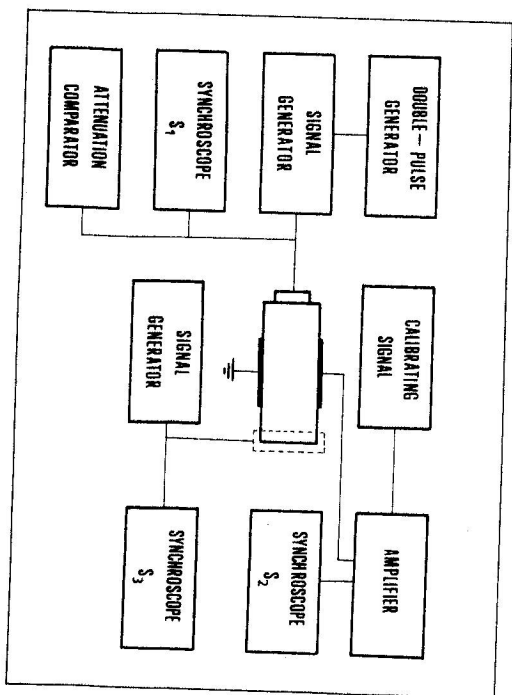 DOUBLE—PULSE
GENERATOR
CALIBRATING
SIGNAL
AMPLIFIER
SIGNAL
GENERATOR
SYNCHROSCOPE
S2
SYNCHROSCOPE
S1
SIGNAL
GENERATOR
SYNCHROSCOPE
S3
ATTENUATION
COMPARATOR